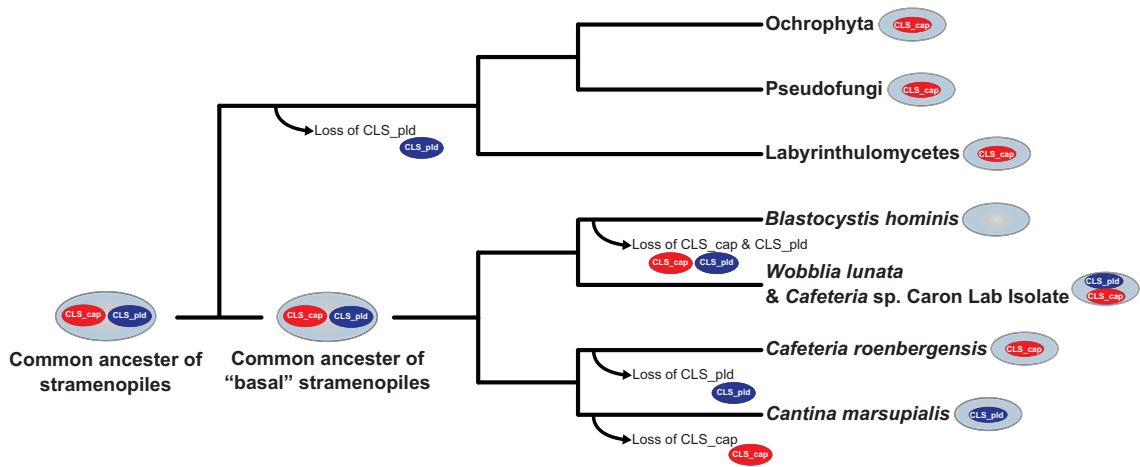 Ochrophyta CLS_cap
Pseudofungi CLS_cap
Loss of CLS_pld
CLS_pld
Labyrinthulomycetes CLS_cap
Blastocystis hominis
Loss of CLS_cap & CLS_pld
CLS_cap CLS_pld
Wobblia lunata
& Cafeteria sp. Caron Lab Isolate
CLS_pld
CLS_cap
CLS_cap CLS_pld
Common ancester of
stramenopiles
CLS_cap CLS_pld
Common ancester of
“basal” stramenopiles
Cafeteria roenbergensis CLS_cap
Loss of CLS_pld
CLS_pld
Cantina marsupialis CLS_pld
Loss of CLS_cap
CLS_cap